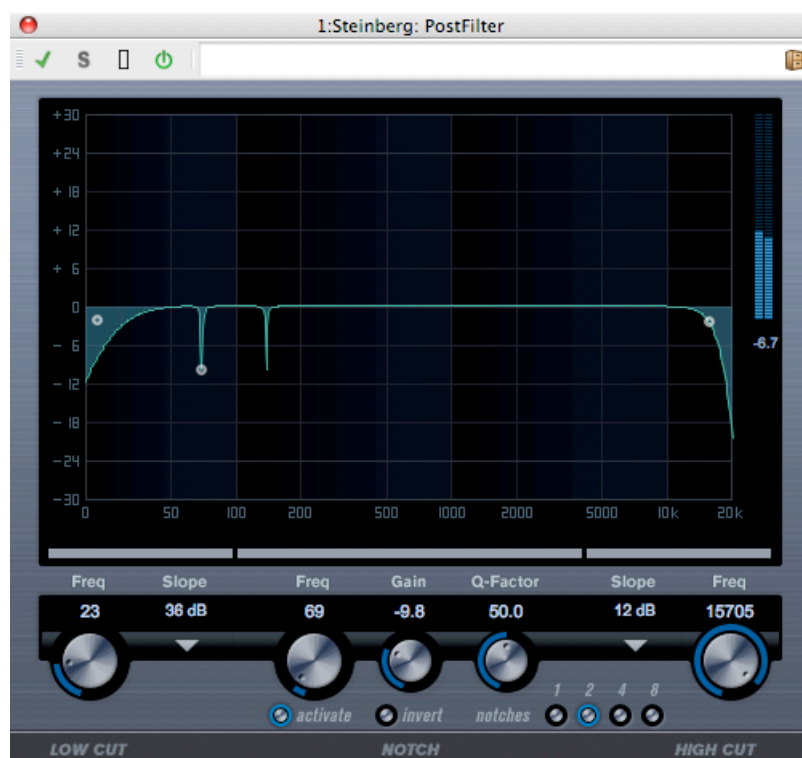 1:Steinberg: PostFilter
S
+30
+24
+18
+12
+6
0
-6
-12
-18
-24
-30
-6.7
0 50 100 200 500 1000 2000 5000 10k 20k
Freq Slope Freq Gain Q-Factor Slope Freq
23 36 dB 69 -9.8 50.0 12 dB 15705
1 2 4 8
activate invert notches
LOW CUT NOTCH HIGH CUT